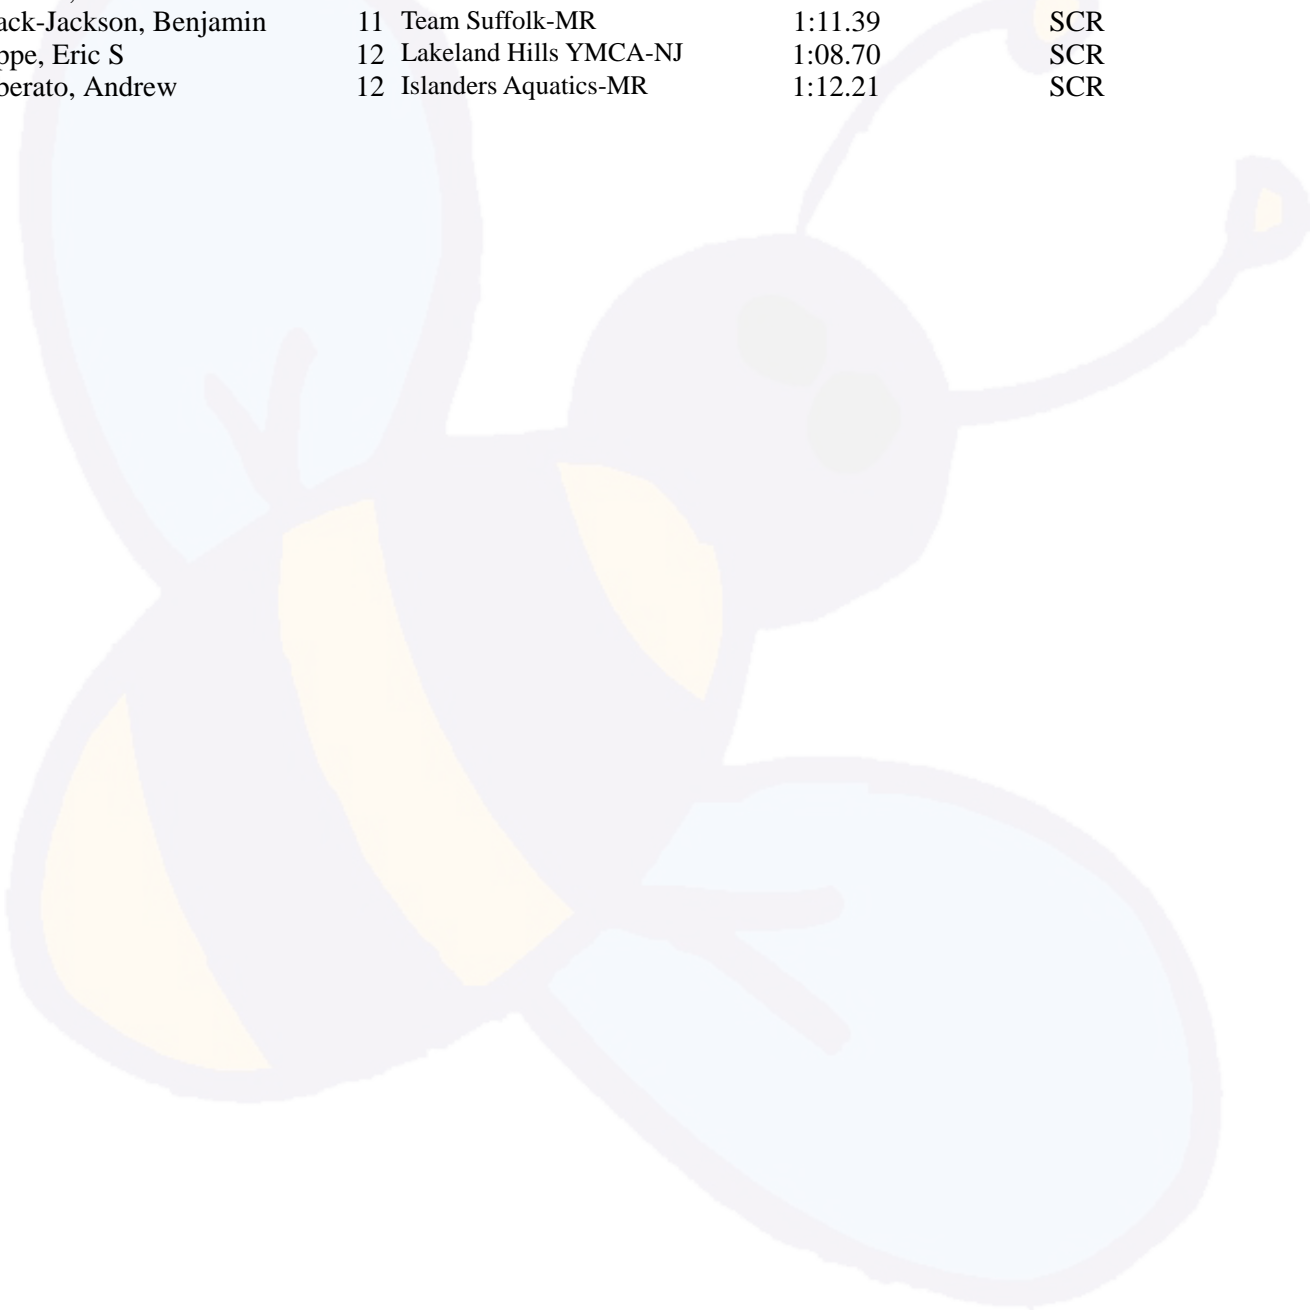 ack-Jackson, Benjamin 11 Team Suffolk-MR 1:11.39 SCR
ppe, Eric S 12 Lakeland Hills YMCA-NJ 1:08.70 SCR
berato, Andrew 12 Islanders Aquatics-MR 1:12.21 SCR